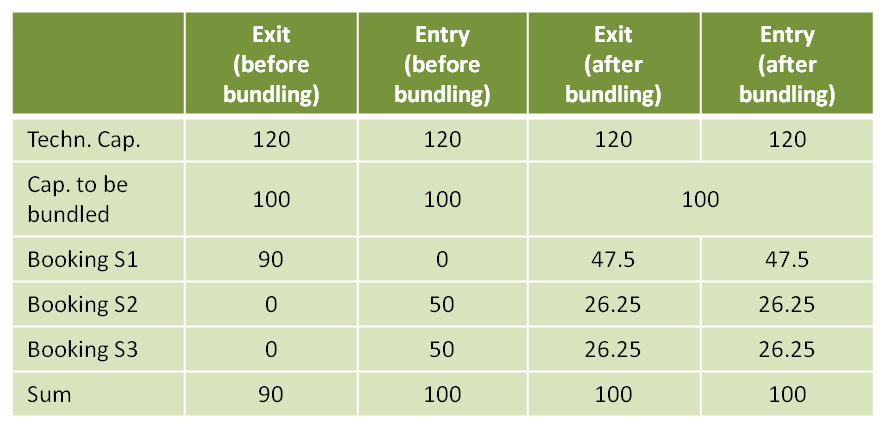 Exit (before bundling) Entry (before bundling) Exit (after bundling) Entry (after bundling)
Techn. Cap. 120 120 120 120
Cap. to be bundled 100 100 100
Booking S1 90 0 47.5 47.5
Booking S2 0 50 26.25 26.25
Booking S3 0 50 26.25 26.25
Sum 90 100 100 100